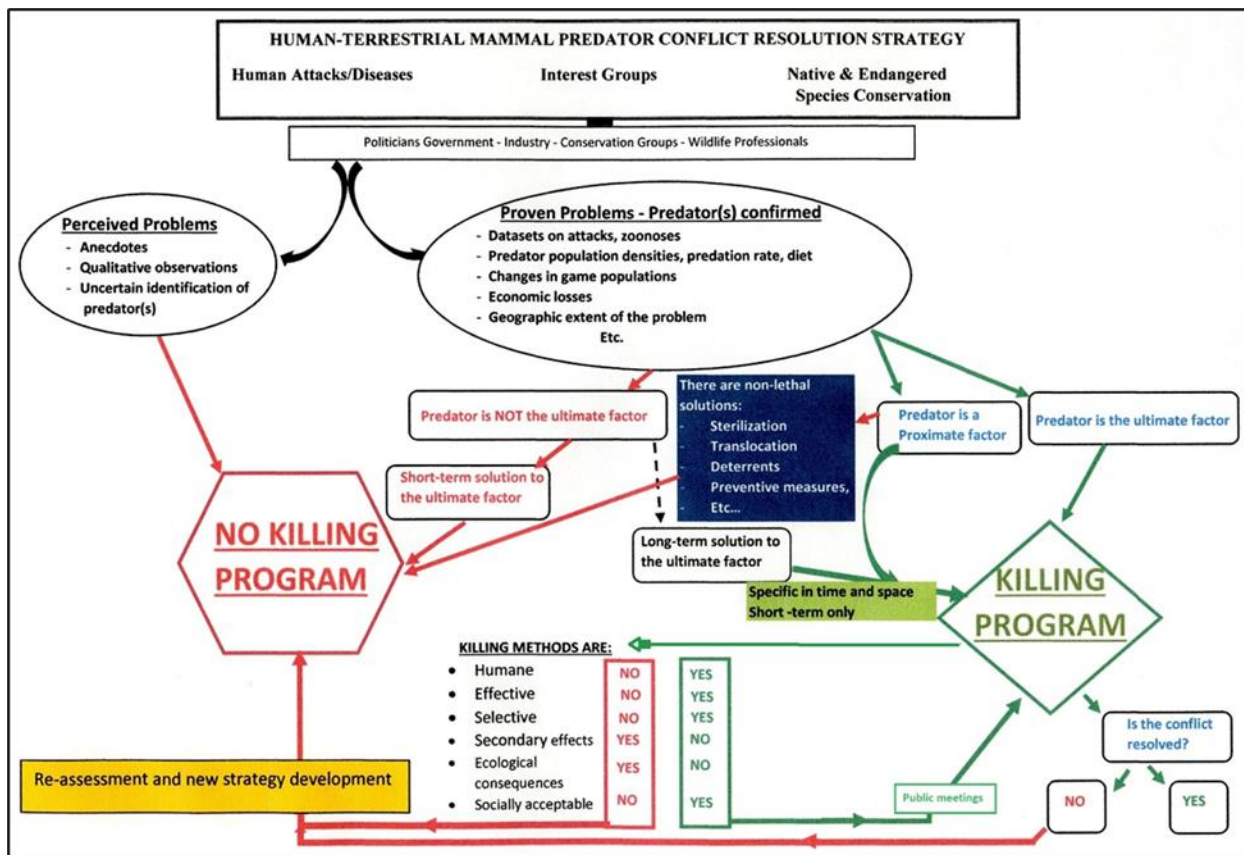 HUMAN-TERRESTRIAL MAMMAL PREDATOR CONFLICT RESOLUTION STRATEGY
Human Attacks/Diseases Interest Groups Native & Endangered
Species Conservation
Politicians Government - Industry - Conservation Groups - Wildlife Professionals
Perceived Problems
- Anecdotes
- Qualitative observations
- Uncertain identification of
predator(s)
Proven Problems - Predator(s) confirmed
- Datasets on attacks, zoonoses
- Predator population densities, predation rate, diet
- Changes in game populations
- Economic losses
- Geographic extent of the problem
Etc.
Predator is NOT the ultimate factor
There are non-lethal
solutions:
- Sterilization
- Translocation
- Deterrents
- Preventive measures,
- Etc...
Predator is a
Proximate factor
Predator is the ultimate factor
Short-term solution to
the ultimate factor
NO KILLING
PROGRAM
Long-term solution to
the ultimate factor
Specific in time and space
Short -term only
KILLING
PROGRAM
KILLING METHODS ARE:
• Humane NO YES
• Effective NO YES
• Selective NO YES
• Secondary effects YES NO
• Ecological
consequences YES NO
• Socially acceptable NO YES
Is the conflict
resolved?
Re-assessment and new strategy development
Public meetings
NO
YES